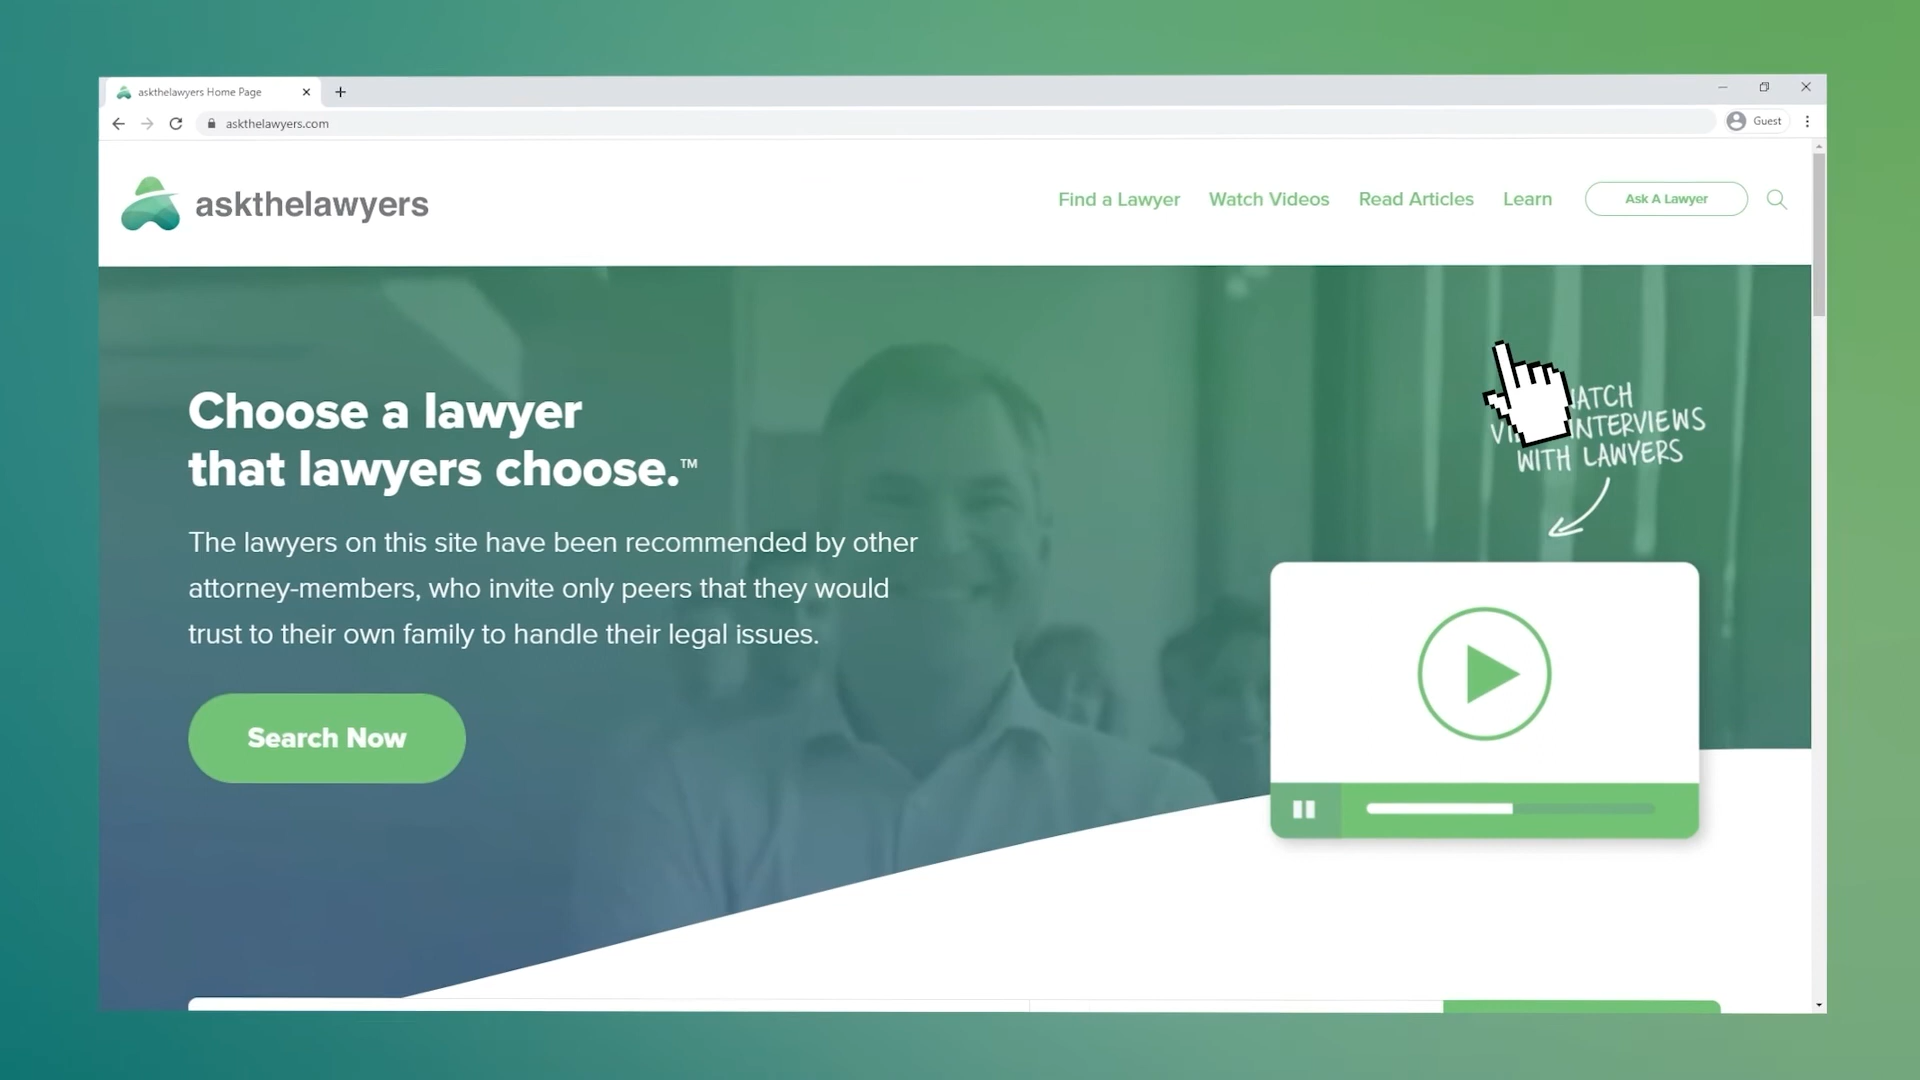 askthelawyers Home Page
askthelawyers.com
Guest
askthelawyers
Find a Lawyer
Watch Videos
Read Articles
Learn
Ask A Lawyer
Choose a lawyer
that lawyers choose.™
The lawyers on this site have been recommended by other
attorney-members, who invite only peers that they would
trust to their own family to handle their legal issues.
Search Now
WITH LAWYERS